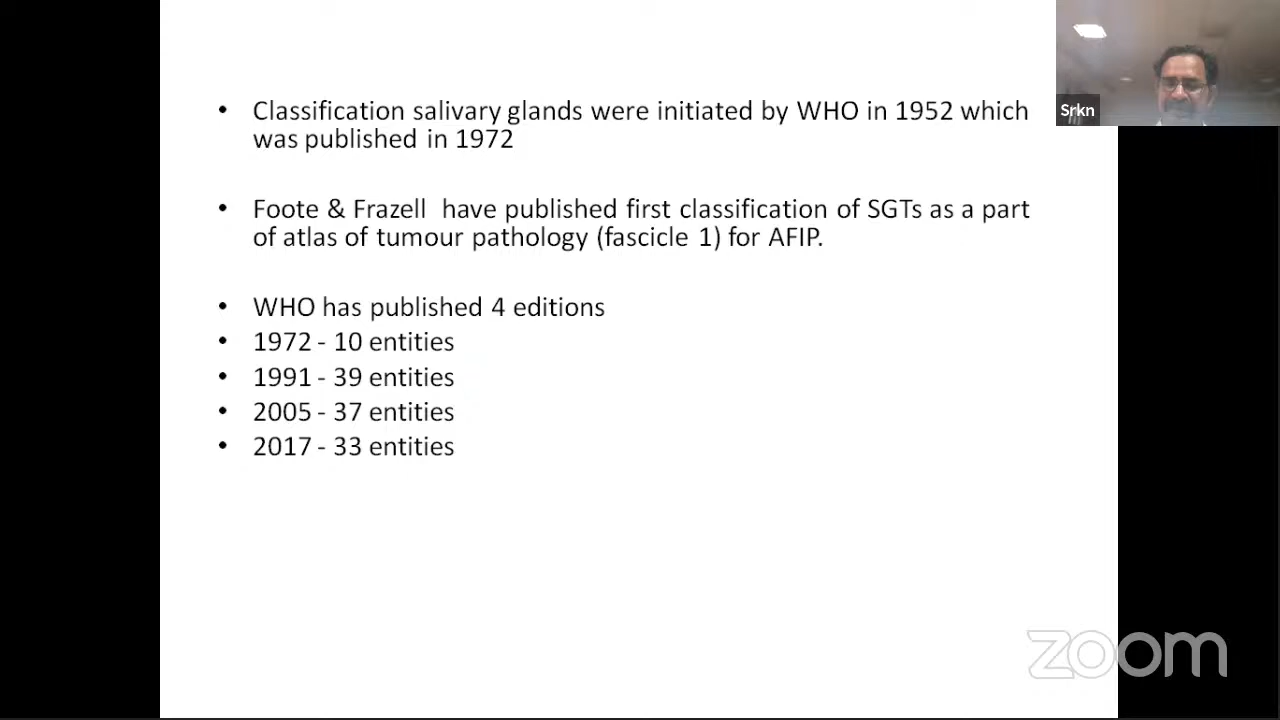 Srkn
• Classification salivary glands were initiated by WHO in 1952 which
was published in 1972
• Foote & Frazell have published first classification of SGTs as a part
of atlas of tumour pathology (fascicle 1) for AFIP.
• WHO has published 4 editions
• 1972 - 10 entities
• 1991 - 39 entities
• 2005 - 37 entities
• 2017 - 33 entities
zoom